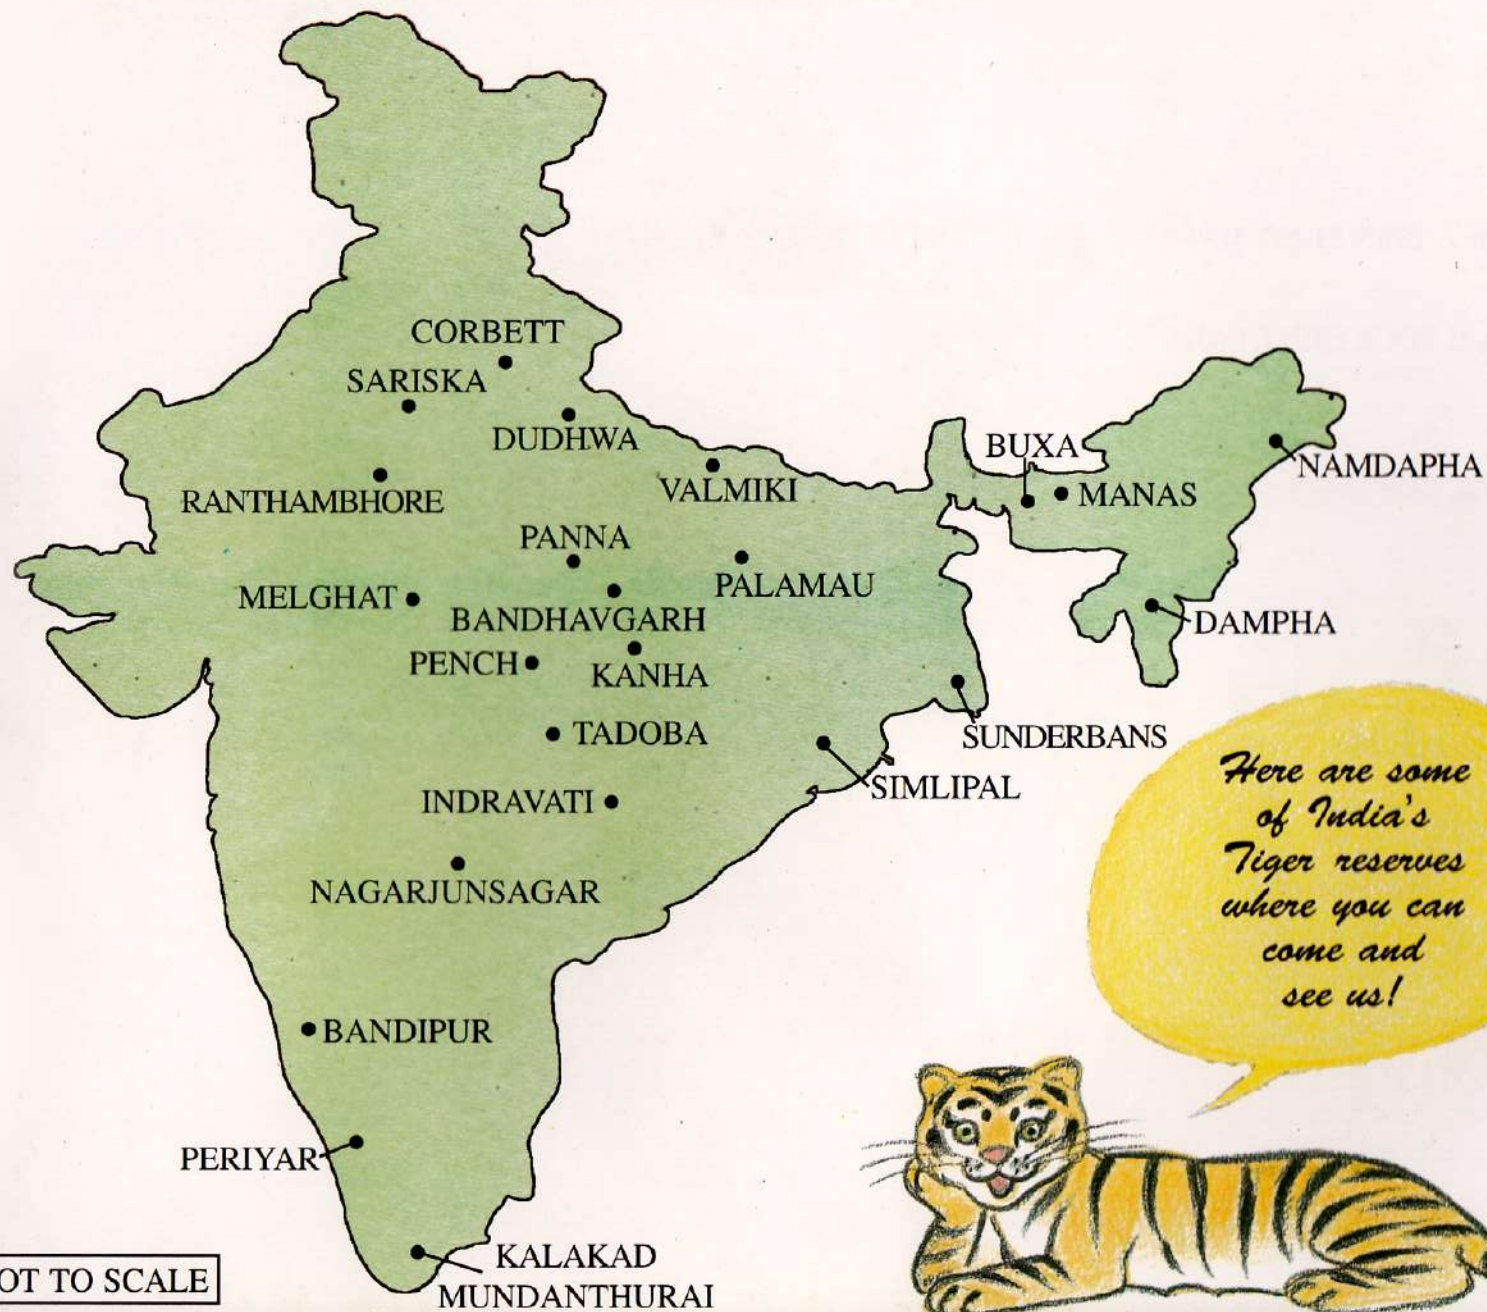 CORBETT
SARISKA
DUDHWA
BUXA
NAMDAPHA
VALMIKI
MANAS
RANTHAMBHORE
PANNA
PALAMAU
MELGHAT
BANDHAVGARH
DAMPHA
PENCH
KANHA
TADOBA
SUNDERBANS
SIMLIPAL
INDRAVATI
NAGARJUNSAGAR
Here are some
of India's
Tiger reserves
where you can
come and
see us!
BANDIPUR
PERIYAR
KALAKAD
MUNDANTHURAI
OT TO SCALE